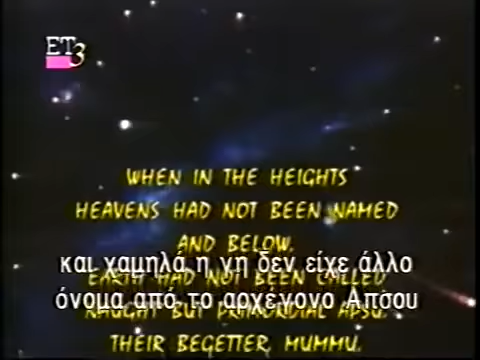 ET3
WHEN IN THE HEIGHTS
HEAVENS HAD NOT BEEN NAMED
AND BELOW,
και χαμηλά η γη δεν είχε άλλο
EARTH HAD NOT BEEN CALLED
όνομα από το αρχέγονο Απσου
NAUGHT BUT PRIMORDIAL APSU,
THEIR BEGETTER, MUMMU,